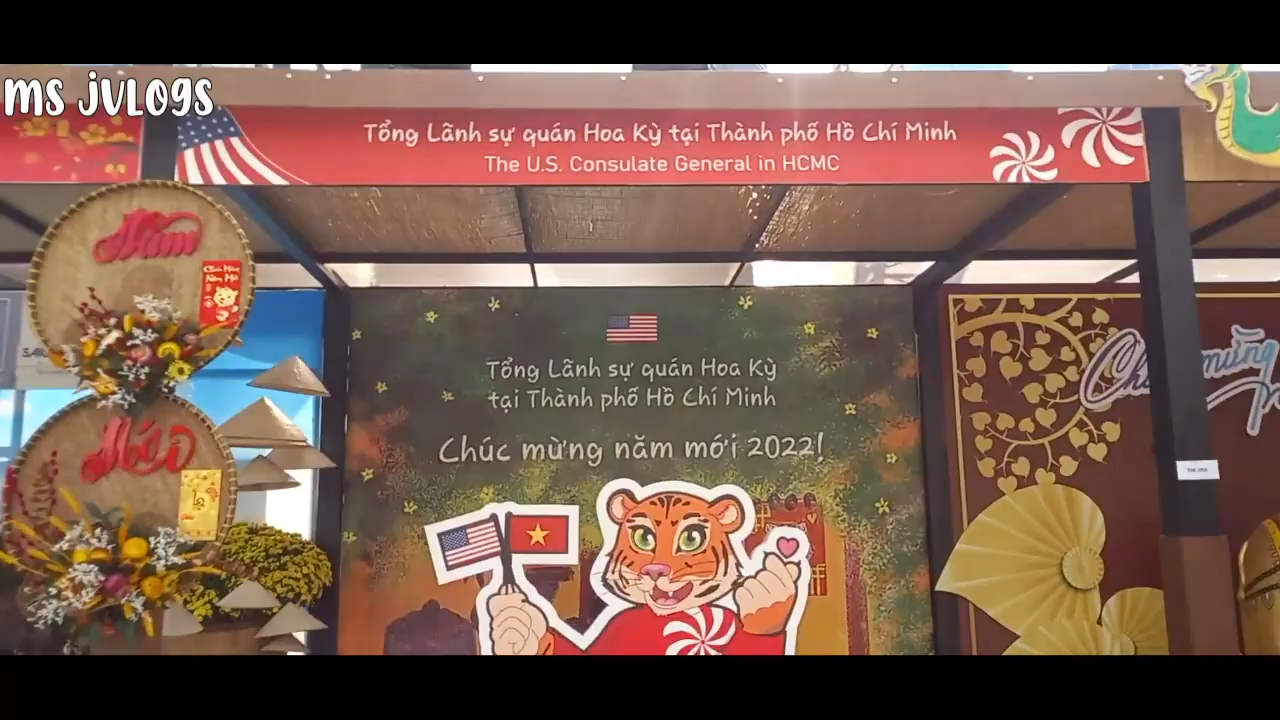 ms jVLOGS
Tổng Lãnh sự quán Hoa Kỳ tại Thành phố Hồ Chí Minh
The U.S. Consulate General in HCMC
Năm
Mới
Tổng Lãnh sự quán Hoa Kỳ
tại Thành phố Hồ Chí Minh
Chúc mừng năm mới 2022!
mừng